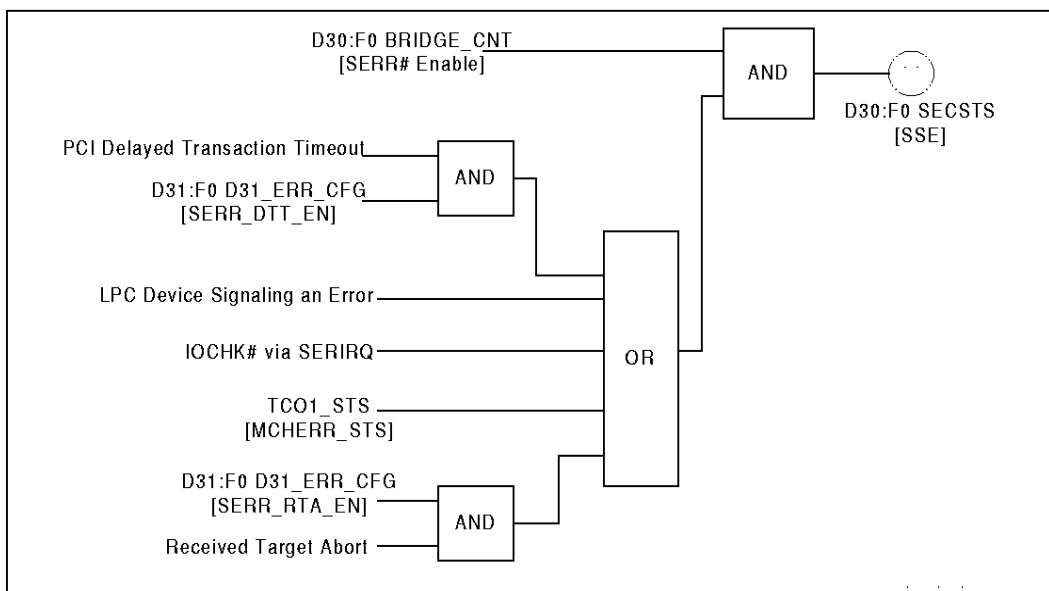 D30:F0 BRIDGE_CNT
[SERR# Enable]
AND
D30:F0 SECSTS
[SSE]
PCI Delayed Transaction Timeout
AND
D31:F0 D31_ERR_CFG
[SERR_DTT_EN]
LPC Device Signaling an Error
IOCHK# via SERIRQ
OR
TCO1_STS
[MCHERR_STS]
D31:F0 D31_ERR_CFG
[SERR_RTA_EN]
AND
Received Target Abort